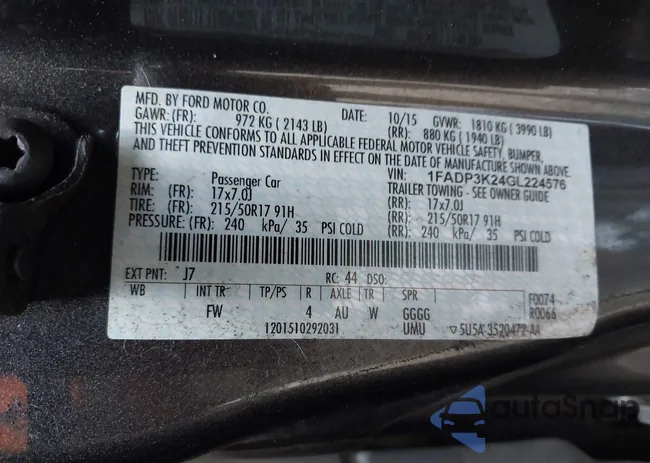 MFD. BY FORD MOTOR CO. DATE: 10/15 GVWR: 1810 KG ( 3990 LB)
GAWR: (FR): 972 KG ( 2143 LB) (RR): 880 KG ( 1940 LB)
THIS VEHICLE CONFORMS TO ALL APPLICABLE FEDERAL MOTOR VEHICLE SAFETY, BUMPER,
AND THEFT PREVENTION STANDARDS IN EFFECT ON THE DATE OF MANUFACTURE SHOWN ABOVE.
VIN: 1FADP3K24GL224576
TYPE: Passenger Car TRAILER TOWING - SEE OWNER GUIDE
RIM: (FR): 17x7.0J (RR): 17x7.0J
TIRE: (FR): 215/50R17 91H (RR): 215/50R17 91H
PRESSURE: (FR): 240 kPa/ 35 PSI COLD (RR): 240 kPa/ 35 PSI COLD
EXT PNT: J7 RC: 44 DSO: F0074
WB INT TR TP/PS R AXLE TR SPR R0066
FW 4 AU W GGGG
1201510292031 UMU 5U5A-3520472-AA
autoSnap